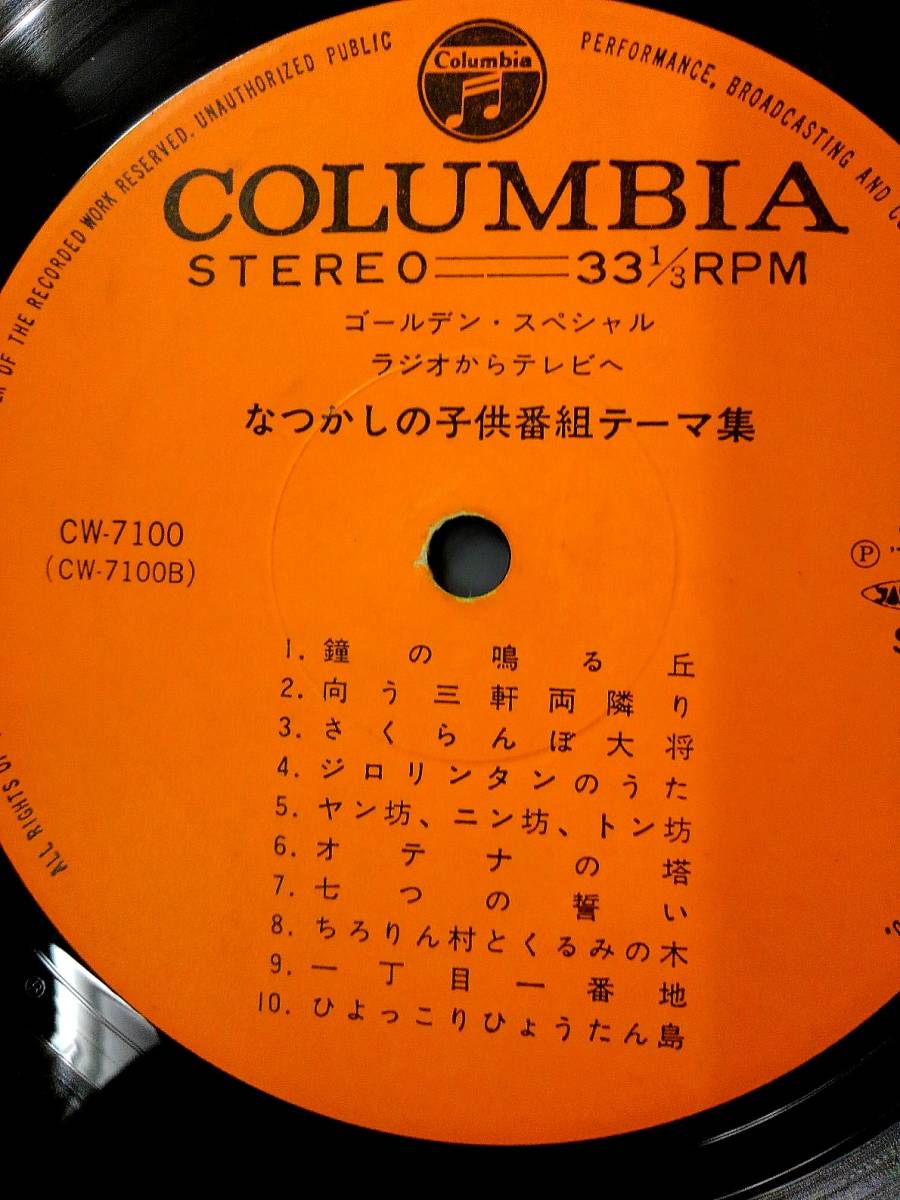 Columbia
COLUMBIA
STEREO 33 1/3 RPM
ゴールデン・スペシャル
ラジオからテレビへ
なつかしの子供番組テーマ集
CW-7100
(CW-7100B)
Ⓟ
1. 鐘の鳴る丘
2. 向う三軒両隣り
3. さくらんぼ大将
4. ジロリンタンのうた
5. ヤン坊、ニン坊、トン坊
6. オテナの塔
7. 七つの誓い
8. ちろりん村とくるみの木
9. 一丁目一番地
10. ひょっこりひょうたん島
ALL RIGHTS OF
OF THE RECORDED WORK RESERVED. UNAUTHORIZED PUBLIC PERFORMANCE, BROADCASTING AND